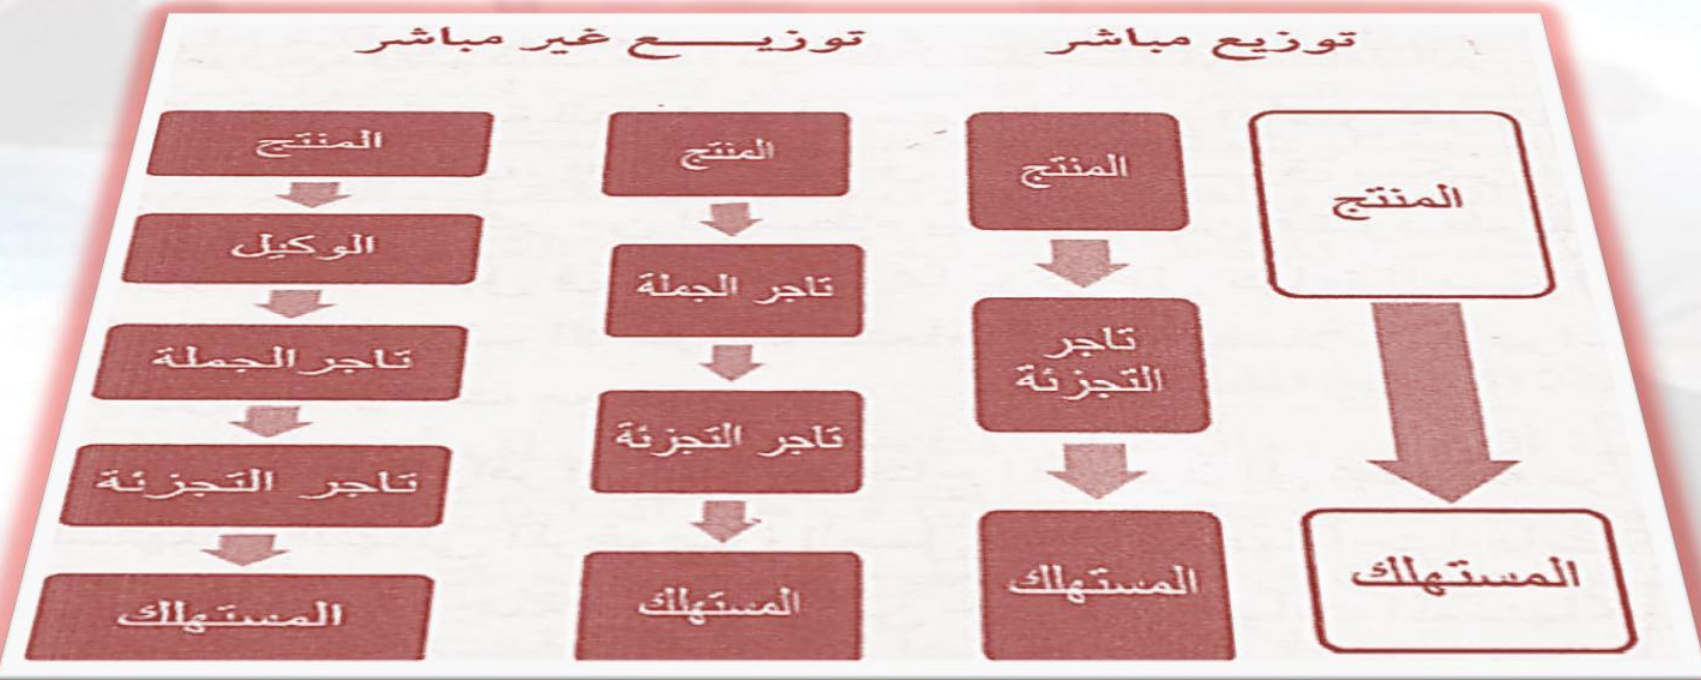 توزيع مباشر
توزيـــــع غير مباشر
المنتج
المستهلك
المنتج
تاجر
التجزئة
المستهلك
المنتج
تاجر الجملة
تاجر التجزئة
المستهلك
المنتج
الوكيل
تاجر الجملة
تاجر التجزئة
المستهلك